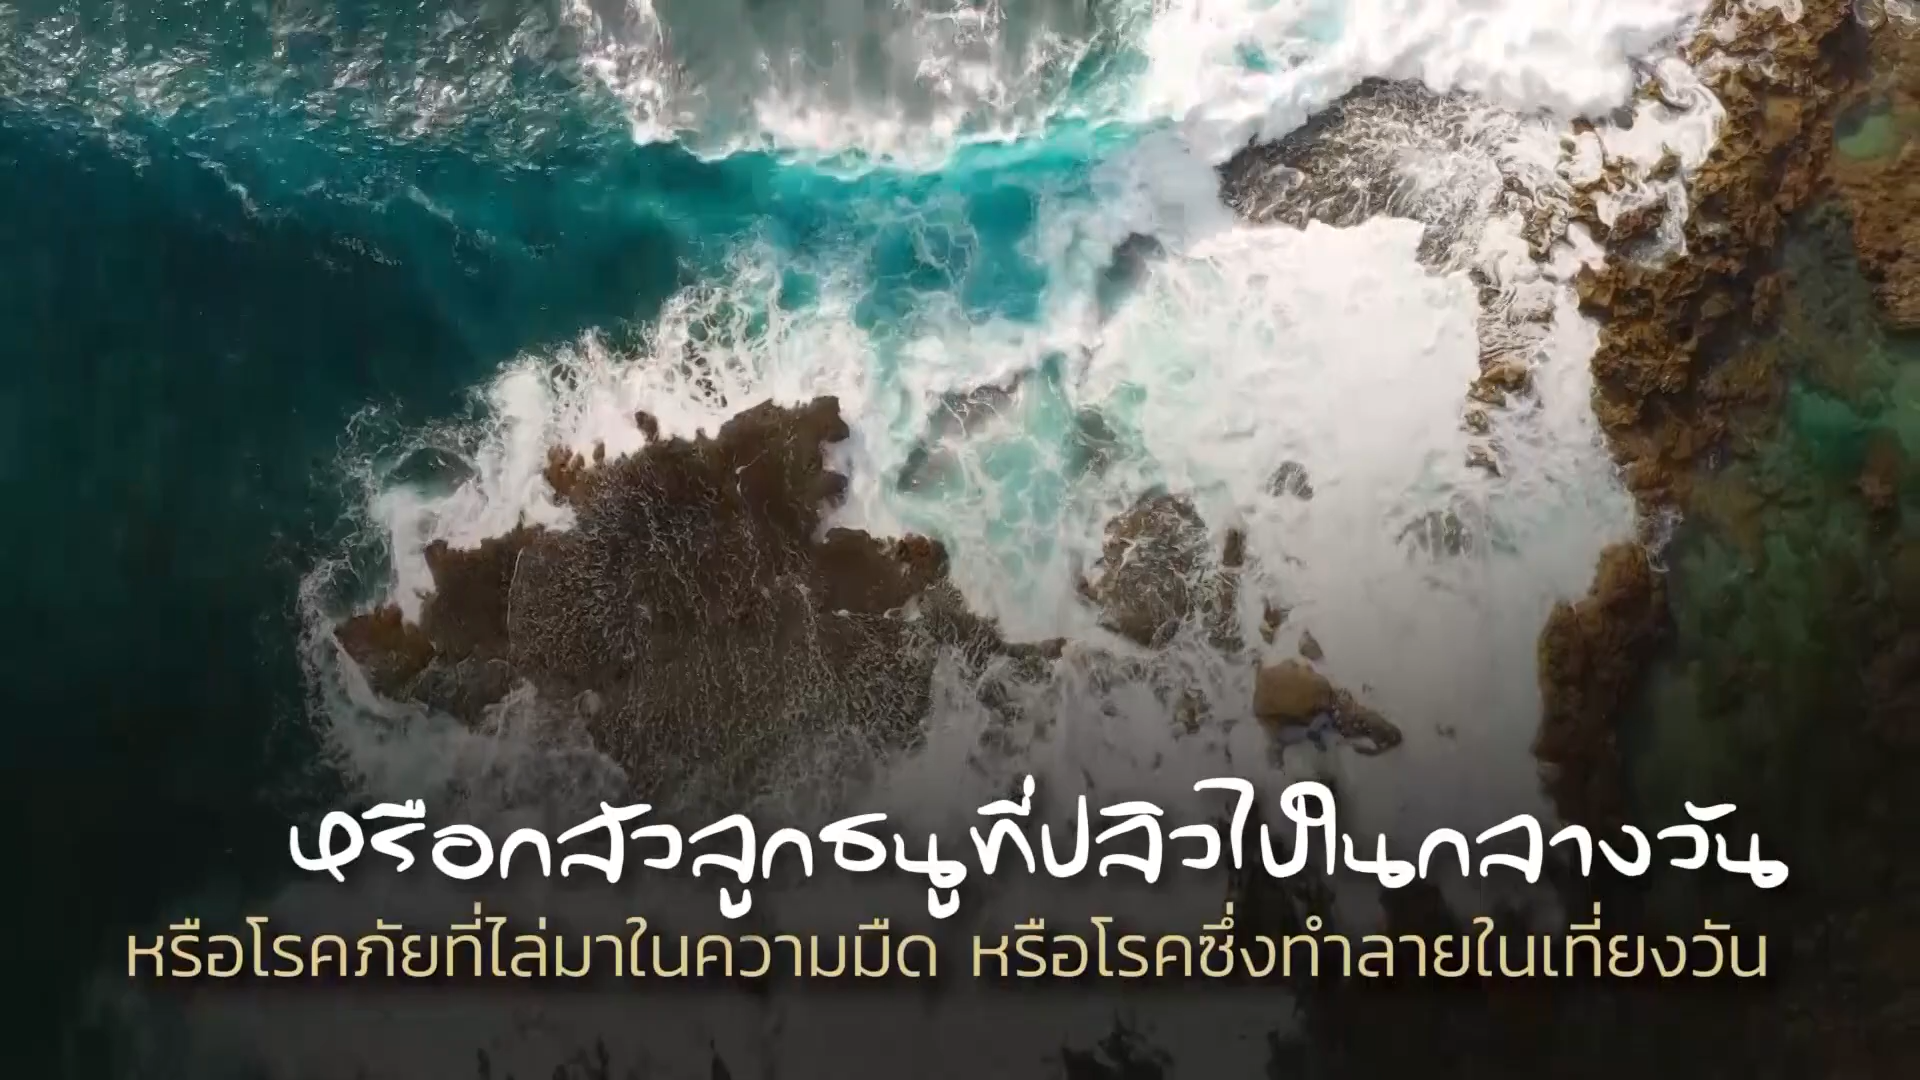 หรือกลัวลูกธนูที่ปลิวไปในกลางวัน
หรือโรคภัยที่ไล่มาในความมืด หรือโรคซึ่งทำลายในเที่ยงวัน